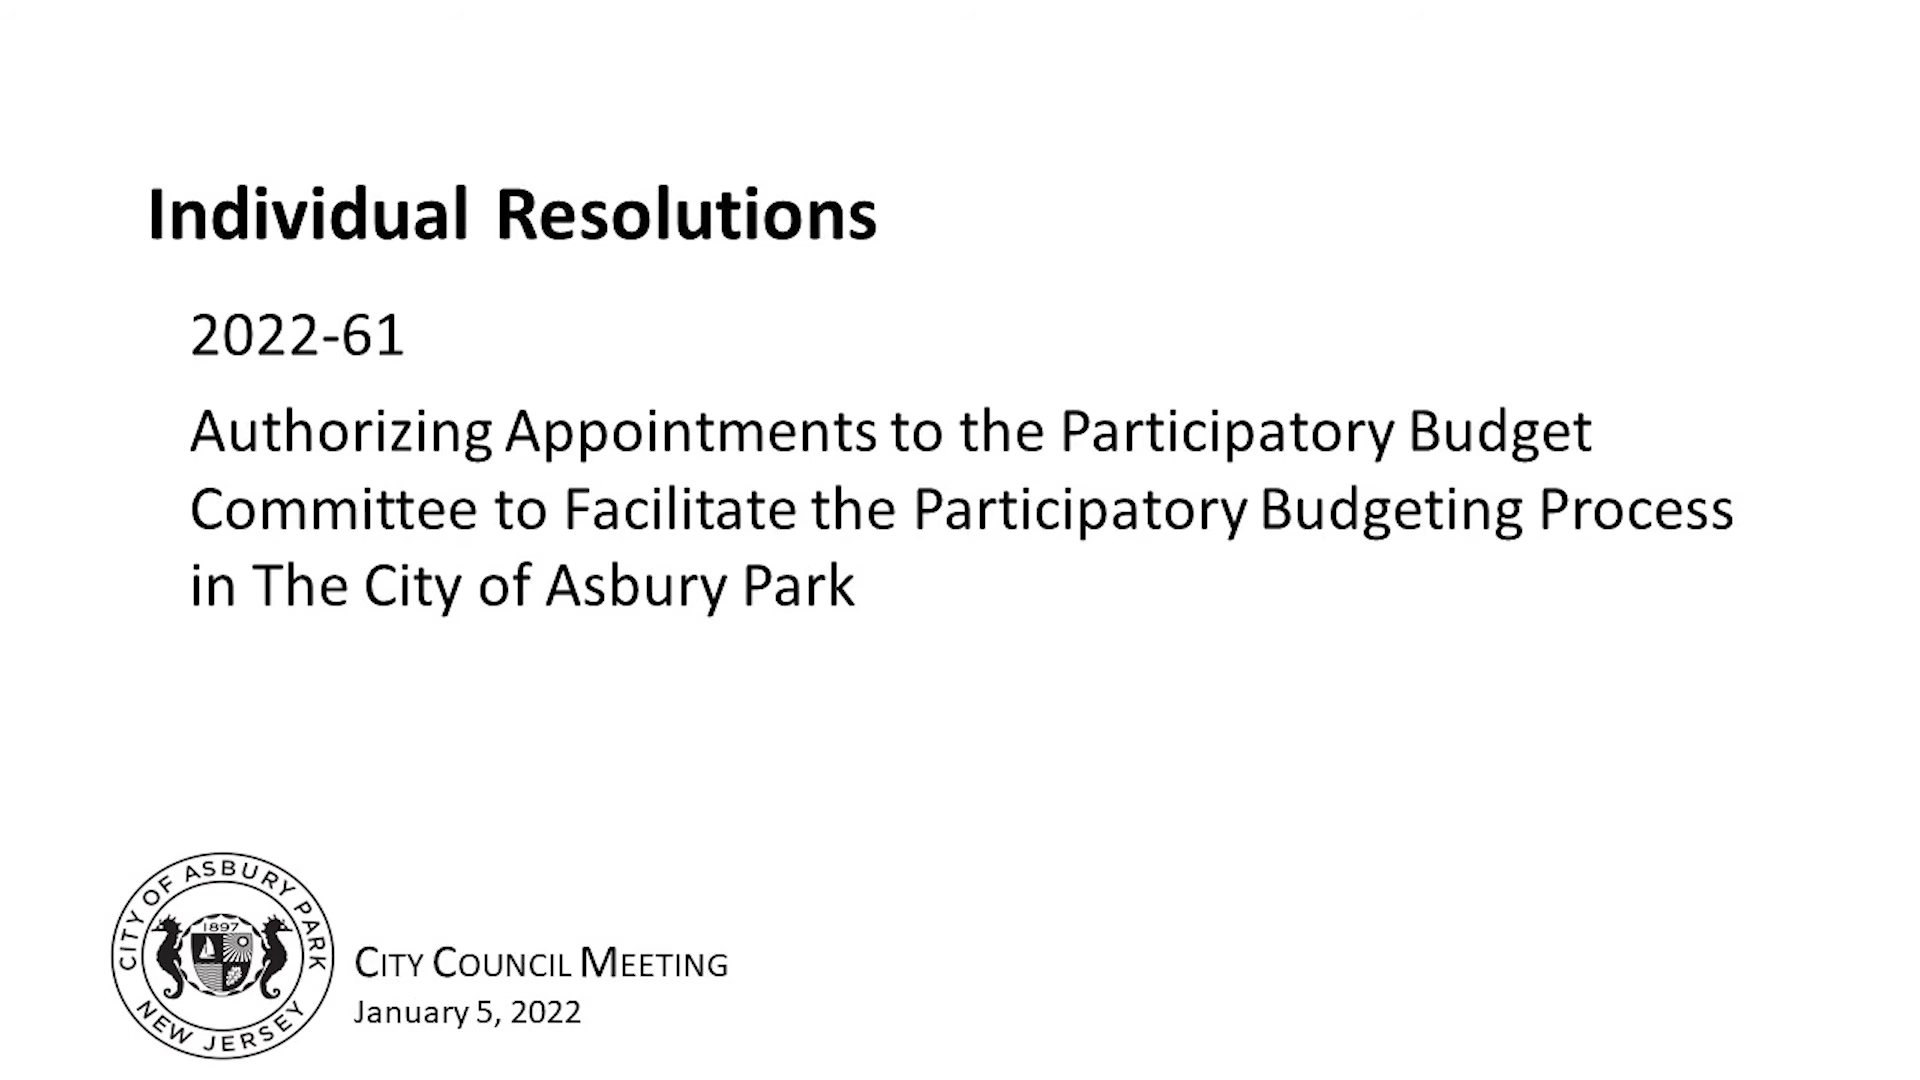 Individual Resolutions
2022-61
Authorizing Appointments to the Participatory Budget
Committee to Facilitate the Participatory Budgeting Process
in The City of Asbury Park
CITY OF ASBURY PARK
1897
NEW JERSEY
CITY COUNCIL MEETING
January 5, 2022